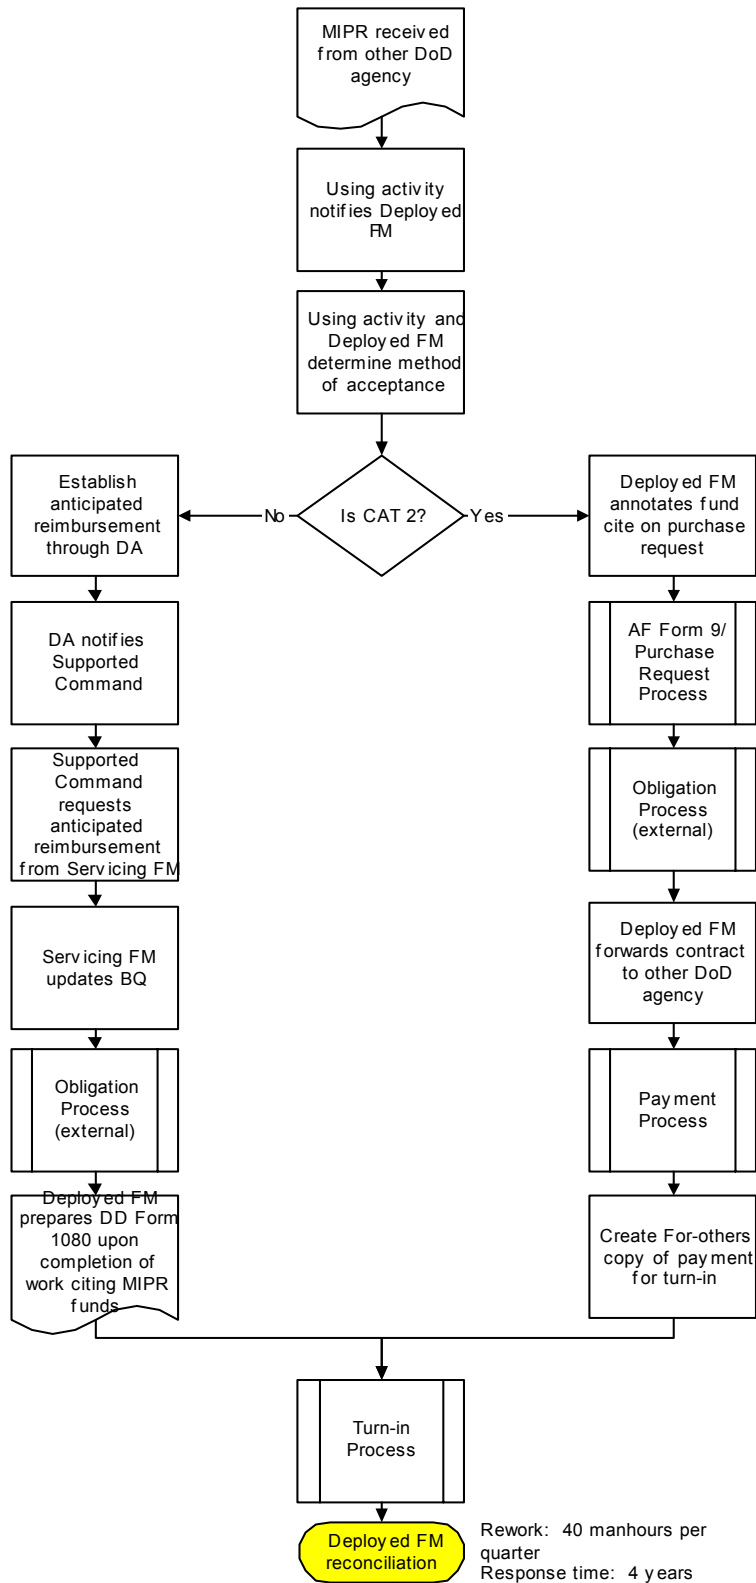 MIPR received
from other DoD
agency
Using activity
notifies Deployed
FM
Using activity and
Deployed FM
determine method
of acceptance
Is CAT 2?
No
Yes
Establish
anticipated
reimbursement
through DA
DA notifies
Supported
Command
Supported
Command
requests
anticipated
reimbursement
from Servicing FM
Servicing FM
updates BQ
Obligation
Process
(external)
Deployed FM
prepares DD Form
1080 upon
completion of
work citing MIPR
funds
Deployed FM
annotates fund
cite on purchase
request
AF Form 9/
Purchase
Request
Process
Obligation
Process
(external)
Deployed FM
forwards contract
to other DoD
agency
Payment
Process
Create For-others
copy of payment
for turn-in
Turn-in
Process
Deployed FM
reconciliation
Rework: 40 manhours per
quarter
Response time: 4 years